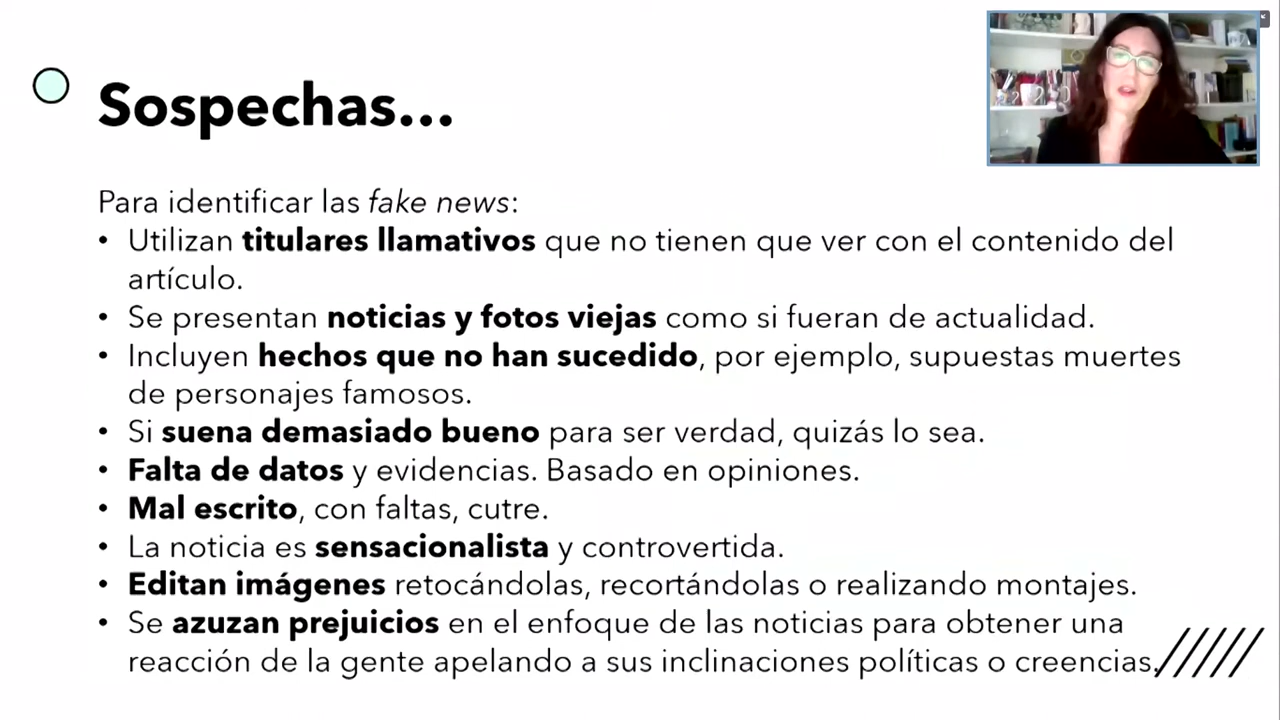 Sospechas...
Para identificar las fake news:
• Utilizan titulares llamativos que no tienen que ver con el contenido del
artículo.
• Se presentan noticias y fotos viejas como si fueran de actualidad.
• Incluyen hechos que no han sucedido, por ejemplo, supuestas muertes
de personajes famosos.
• Si suena demasiado bueno para ser verdad, quizás lo sea.
• Falta de datos y evidencias. Basado en opiniones.
• Mal escrito, con faltas, cutre.
• La noticia es sensacionalista y controvertida.
• Editan imágenes retocándolas, recortándolas o realizando montajes.
• Se azuzan prejuicios en el enfoque de las noticias para obtener una
reacción de la gente apelando a sus inclinaciones políticas o creencias.